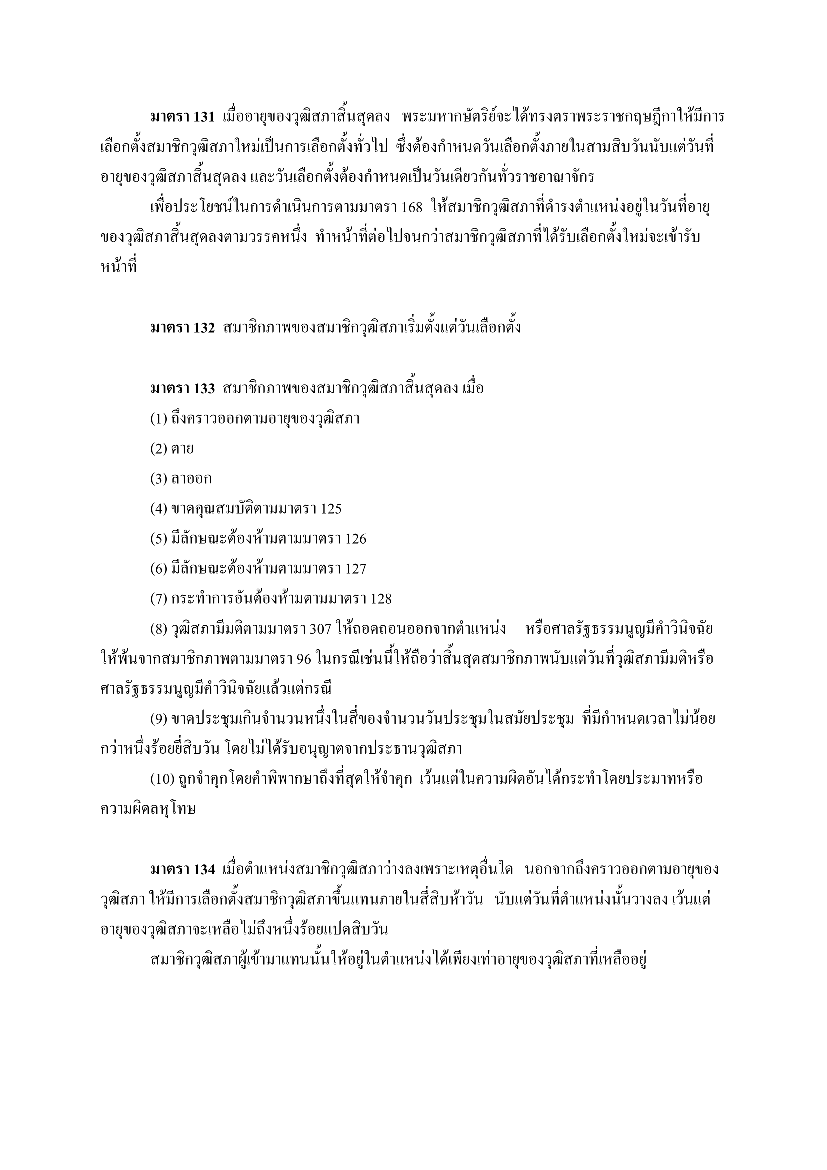 มาตรา 131 เมื่ออายุของวุฒิสภาสิ้นสุดลง พระมหากษัตริย์จะได้ทรงตราพระราชกฤษฎีกาให้มีการ
เลือกตั้งสมาชิกวุฒิสภาใหม่เป็นการเลือกตั้งทั่วไป ซึ่งต้องกำหนดวันเลือกตั้งภายในสามสิบวันนับแต่วันที่
อายุของวุฒิสภาสิ้นสุดลง และวันเลือกตั้งต้องกำหนดเป็นวันเดียวกันทั่วราชอาณาจักร
เพื่อประโยชน์ในการดำเนินการตามมาตรา 168 ให้สมาชิกวุฒิสภาที่ดำรงตำแหน่งอยู่ในวันที่อายุ
ของวุฒิสภาสิ้นสุดลงตามวรรคหนึ่ง ทำหน้าที่ต่อไปจนกว่าสมาชิกวุฒิสภาที่ได้รับเลือกตั้งใหม่จะเข้ารับ
หน้าที่
มาตรา 132 สมาชิกภาพของสมาชิกวุฒิสภาเริ่มตั้งแต่วันเลือกตั้ง
มาตรา 133 สมาชิกภาพของสมาชิกวุฒิสภาสิ้นสุดลง เมื่อ
(1) ถึงคราวออกตามอายุของวุฒิสภา
(2) ตาย
(3) ลาออก
(4) ขาดคุณสมบัติตามมาตรา 125
(5) มีลักษณะต้องห้ามตามมาตรา 126
(6) มีลักษณะต้องห้ามตามมาตรา 127
(7) กระทำการอันต้องห้ามตามมาตรา 128
(8) วุฒิสภามีมติตามมาตรา 307 ให้ถอดถอนออกจากตำแหน่ง หรือศาลรัฐธรรมนูญมีคำวินิจฉัย
ให้พ้นจากสมาชิกภาพตามมาตรา 96 ในกรณีเช่นนี้ให้ถือว่าสิ้นสุดสมาชิกภาพนับแต่วันที่วุฒิสภามีมติหรือ
ศาลรัฐธรรมนูญมีคำวินิจฉัยแล้วแต่กรณี
(9) ขาดประชุมเกินจำนวนหนึ่งในสี่ของจำนวนวันประชุมในสมัยประชุม ที่มีกำหนดเวลาไม่น้อย
กว่าหนึ่งร้อยยี่สิบวัน โดยไม่ได้รับอนุญาตจากประธานวุฒิสภา
(10) ถูกจำคุกโดยคำพิพากษาถึงที่สุดให้จำคุก เว้นแต่ในความผิดอันได้กระทำโดยประมาทหรือ
ความผิดลหุโทษ
มาตรา 134 เมื่อตำแหน่งสมาชิกวุฒิสภาว่างลงเพราะเหตุอื่นใด นอกจากถึงคราวออกตามอายุของ
วุฒิสภา ให้มีการเลือกตั้งสมาชิกวุฒิสภาขึ้นแทนภายในสี่สิบห้าวัน นับแต่วันที่ตำแหน่งนั้นวางลง เว้นแต่
อายุของวุฒิสภาจะเหลือไม่ถึงหนึ่งร้อยแปดสิบวัน
สมาชิกวุฒิสภาผู้เข้ามาแทนนั้นให้อยู่ในตำแหน่งได้เพียงเท่าอายุของวุฒิสภาที่เหลืออยู่